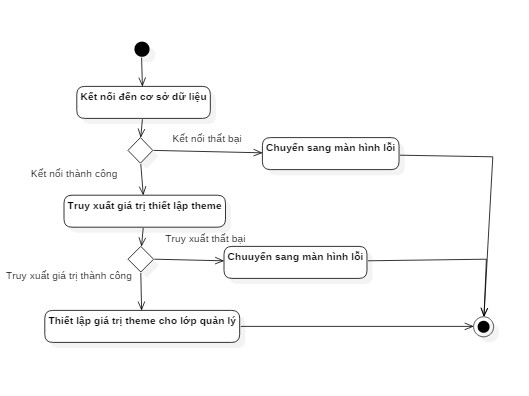 Kết nối đến cơ sở dữ liệu
Kết nối thất bại
Chuyển sang màn hình lỗi
Kết nối thành công
Truy xuất giá trị thiết lập theme
Truy xuất thất bại
Chuuyển sang màn hình lỗi
Truy xuất giá trị thành công
Thiết lập giá trị theme cho lớp quản lý